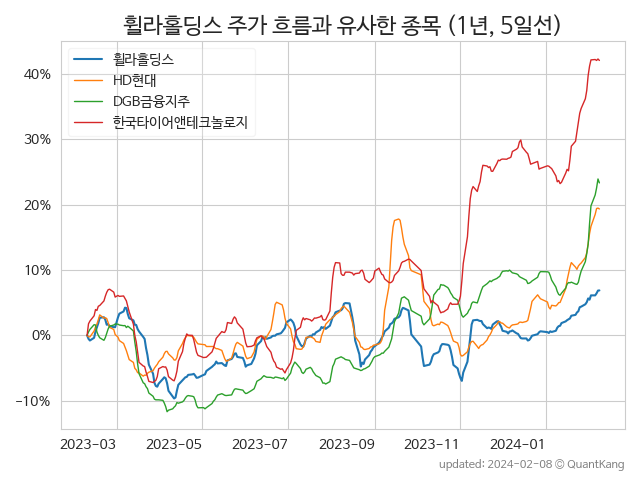 휠라홀딩스 주가 흐름과 유사한 종목 (1년, 5일선)
휠라홀딩스
HD현대
DGB금융지주
한국타이어앤테크놀로지
40%
30%
20%
10%
0%
−10%
2023-03
2023-05
2023-07
2023-09
2023-11
2024-01
updated: 2024-02-08 © QuantKang